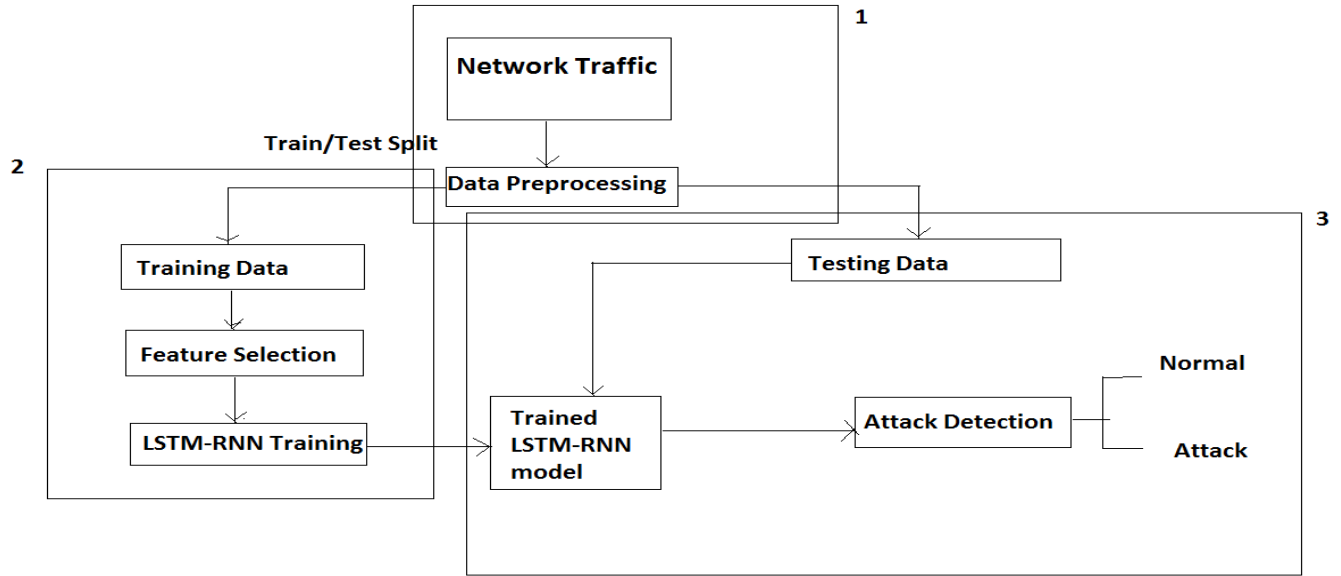 1
Network Traffic
Train/Test Split
2
Data Preprocessing
3
Training Data
Testing Data
Feature Selection
Normal
Trained
LSTM-RNN
model
Attack Detection
LSTM-RNN Training
Attack